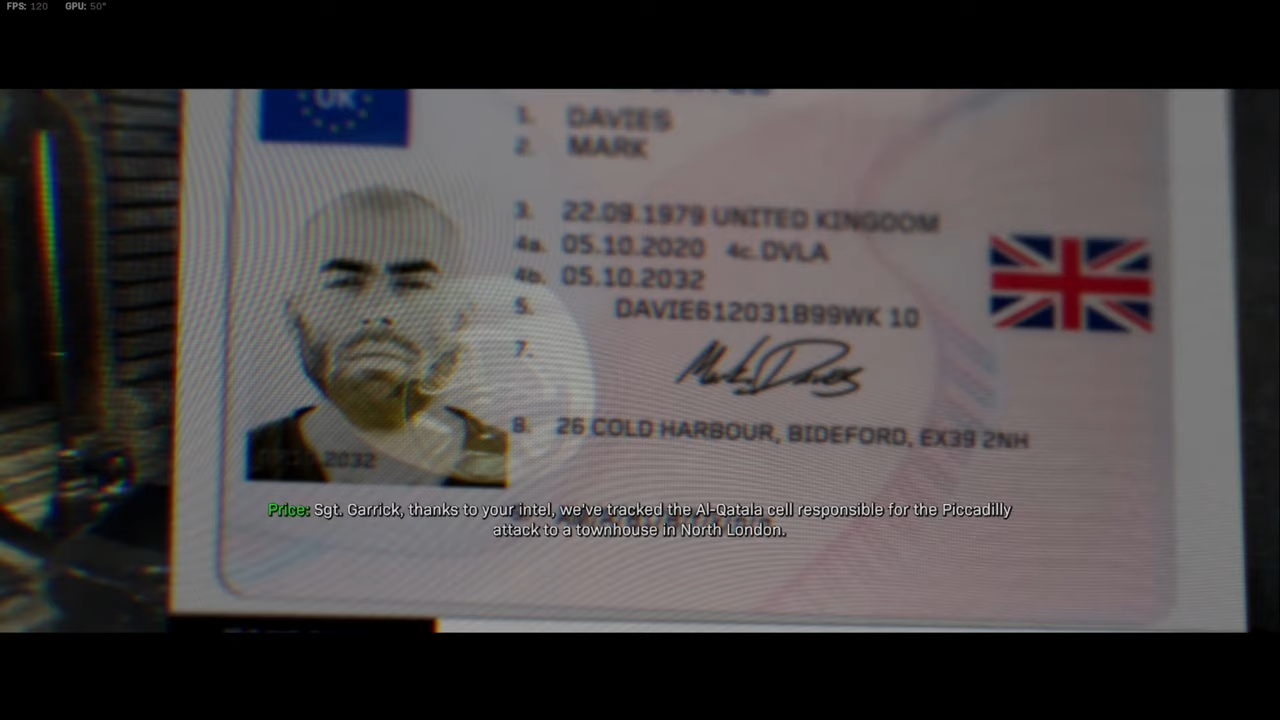 FPS: 120 GPU: 50°
UK
1. DAVIES
2. MARK
3. 22.09.1979 UNITED KINGDOM
4a. 05.10.2020 4c. DVLA
4b. 05.10.2032
5. DAVIE612031B99WK 10
7. Mark Davies
8. 26 COLD HARBOUR, BIDEFORD, EX39 2NH
2032
Price: Sgt. Garrick, thanks to your intel, we've tracked the Al-Qatala cell responsible for the Piccadilly
attack to a townhouse in North London.